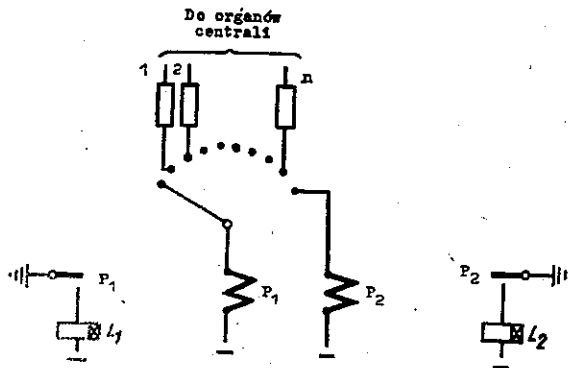 Do organów
centrali
1 2 n
P₁ P₂
P₁ P₂
L₁ L₂